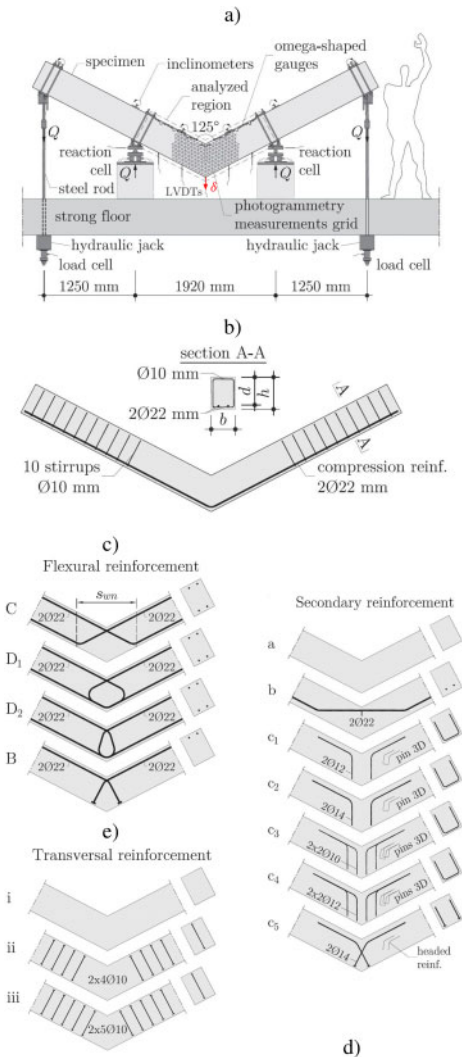 a)
specimen
inclinometers
omega-shaped
gauges
analyzed
region
125°
Q
reaction
cell
steel rod
Q
δ
LVDTs
Q
reaction
cell
Q
strong floor
photogrammetry
measurements grid
hydraulic jack
load cell
hydraulic jack
load cell
1250 mm
1920 mm
1250 mm
b)
section A-A
Ø10 mm
2Ø22 mm
b
d
h
A
A
10 stirrups
Ø10 mm
compression reinf.
2Ø22 mm
c)
Flexural reinforcement
swn
C
2Ø22
2Ø22
D1
2Ø22
2Ø22
D2
2Ø22
2Ø22
B
2Ø22
2Ø22
e)
Transversal reinforcement
i
ii
2x4Ø10
iii
2x5Ø10
Secondary reinforcement
a
b
2Ø22
c1
2Ø12
pin 3D
c2
2Ø14
pin 3D
c3
2x2Ø10
pins 3D
c4
2x2Ø12
pins 3D
c5
2Ø14
headed
reinf.
d)